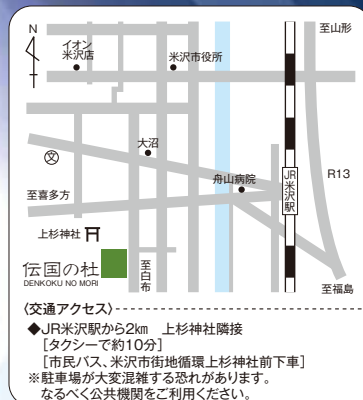 N
至山形
イオン
米沢店
米沢市役所
大沼
文
舟山病院
JR米沢駅
R13
至喜多方
上杉神社
伝国の杜
DENKOKU NO MORI
至白布
至福島
〈交通アクセス〉
◆JR米沢駅から2km　上杉神社隣接
［タクシーで約10分］
［市民バス、米沢市街地循環上杉神社前下車］
※駐車場が大変混雑する恐れがあります。
なるべく公共機関をご利用ください。